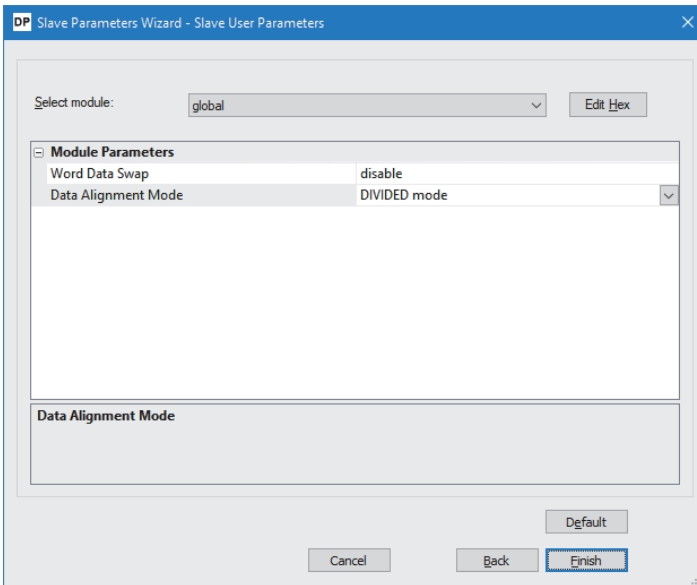 DP Slave Parameters Wizard - Slave User Parameters
Select module: global Edit Hex
Module Parameters
Word Data Swap disable
Data Alignment Mode DIVIDED mode
Data Alignment Mode
Default
Cancel Back Finish